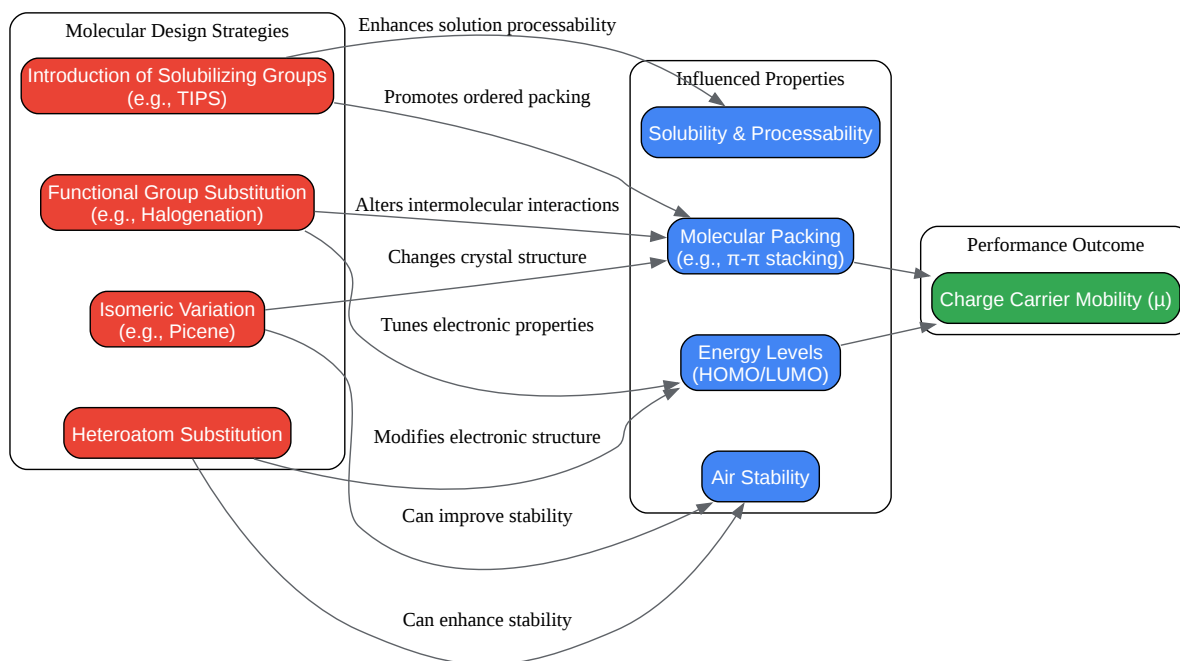 Molecular Design Strategies
Introduction of Solubilizing Groups
(e.g., TIPS)
Functional Group Substitution
(e.g., Halogenation)
Isomeric Variation
(e.g., Picene)
Heteroatom Substitution
Enhances solution processability
Promotes ordered packing
Alters intermolecular interactions
Changes crystal structure
Tunes electronic properties
Modifies electronic structure
Can improve stability
Can enhance stability
Influenced Properties
Solubility & Processability
Molecular Packing
(e.g., π-π stacking)
Energy Levels
(HOMO/LUMO)
Air Stability
Performance Outcome
Charge Carrier Mobility (μ)